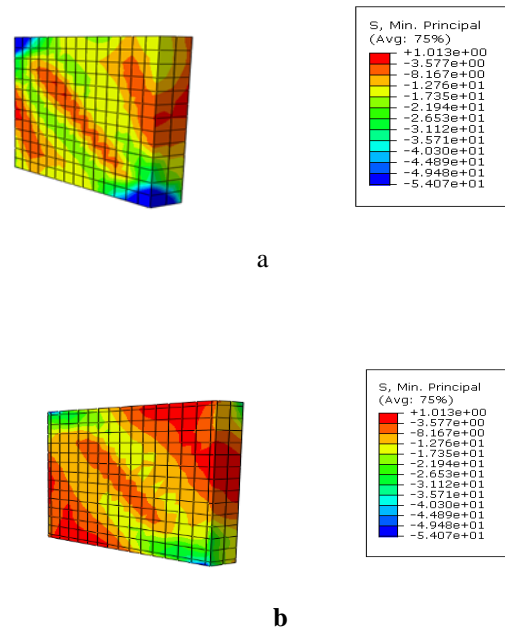 S, Min. Principal
(Avg: 75%)
+1.013e+00
-3.577e+00
-8.167e+00
-1.276e+01
-1.735e+01
-2.194e+01
-2.653e+01
-3.112e+01
-3.571e+01
-4.030e+01
-4.489e+01
-4.948e+01
-5.407e+01
a
S, Min. Principal
(Avg: 75%)
+1.013e+00
-3.577e+00
-8.167e+00
-1.276e+01
-1.735e+01
-2.194e+01
-2.653e+01
-3.112e+01
-3.571e+01
-4.030e+01
-4.489e+01
-4.948e+01
-5.407e+01
b